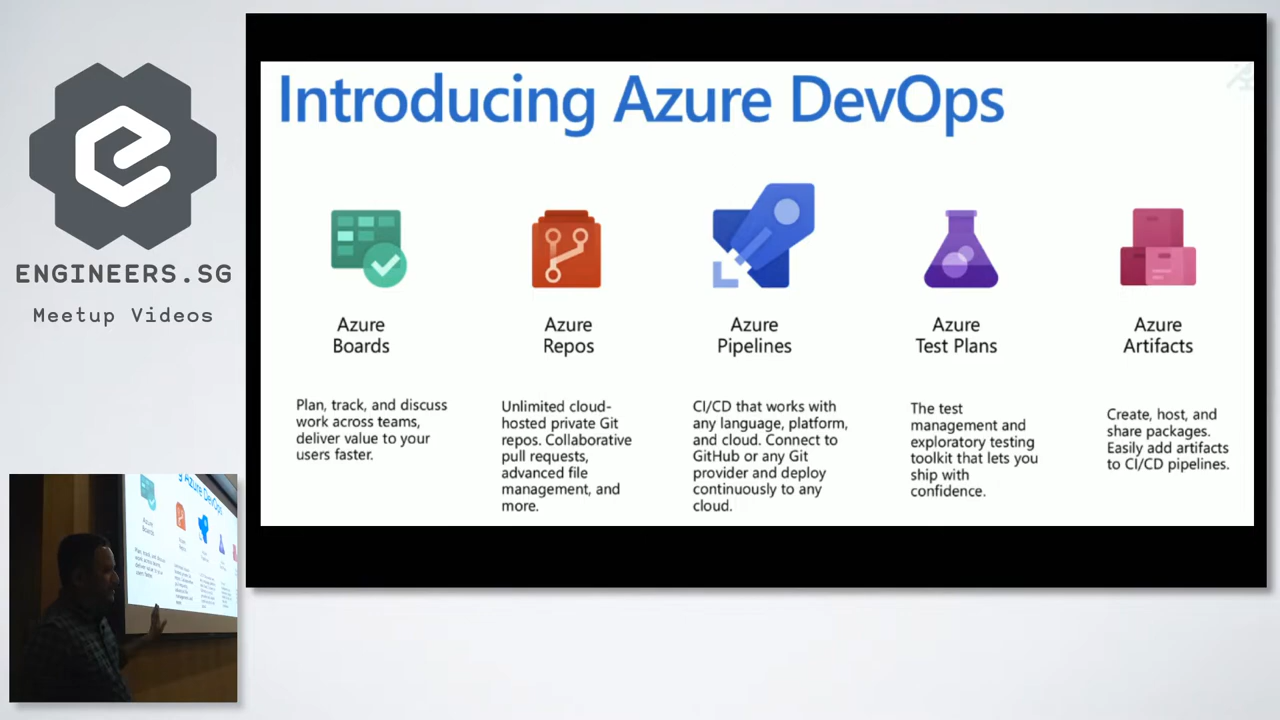 ENGINEERS.SG
Meetup Videos
Introducing Azure DevOps
Azure
Boards
Plan, track, and discuss
work across teams,
deliver value to your
users faster.
Azure
Repos
Unlimited cloud-
hosted private Git
repos. Collaborative
pull requests,
advanced file
management, and
more.
Azure
Pipelines
CI/CD that works with
any language, platform,
and cloud. Connect to
GitHub or any Git
provider and deploy
continuously to any
cloud.
Azure
Test Plans
The test
management and
exploratory testing
toolkit that lets you
ship with
confidence.
Azure
Artifacts
Create, host, and
share packages.
Easily add artifacts
to CI/CD pipelines.
Azure DevOps
Azure
Boards